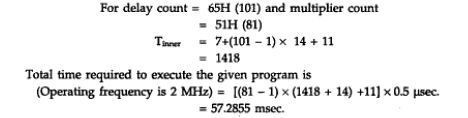 For delay count = 65H (101) and multiplier count
= 51H (81)
Tinner = 7+(101 – 1) × 14 + 11
= 1418
Total time required to execute the given program is
(Operating frequency is 2 MHz) = [(81 – 1) × (1418 + 14) +11] × 0.5 μsec.
= 57.2855 msec.